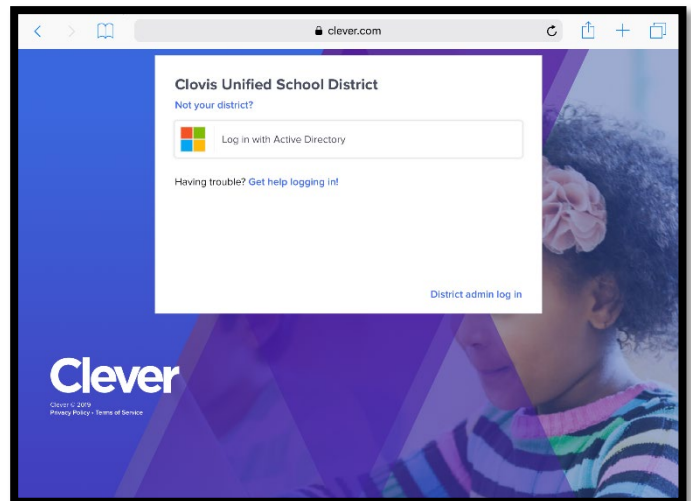 clever.com
Clovis Unified School District
Not your district?
Log in with Active Directory
Having trouble? Get help logging in!
District admin log in
Clever
Clever © 2019
Privacy Policy • Terms of Service